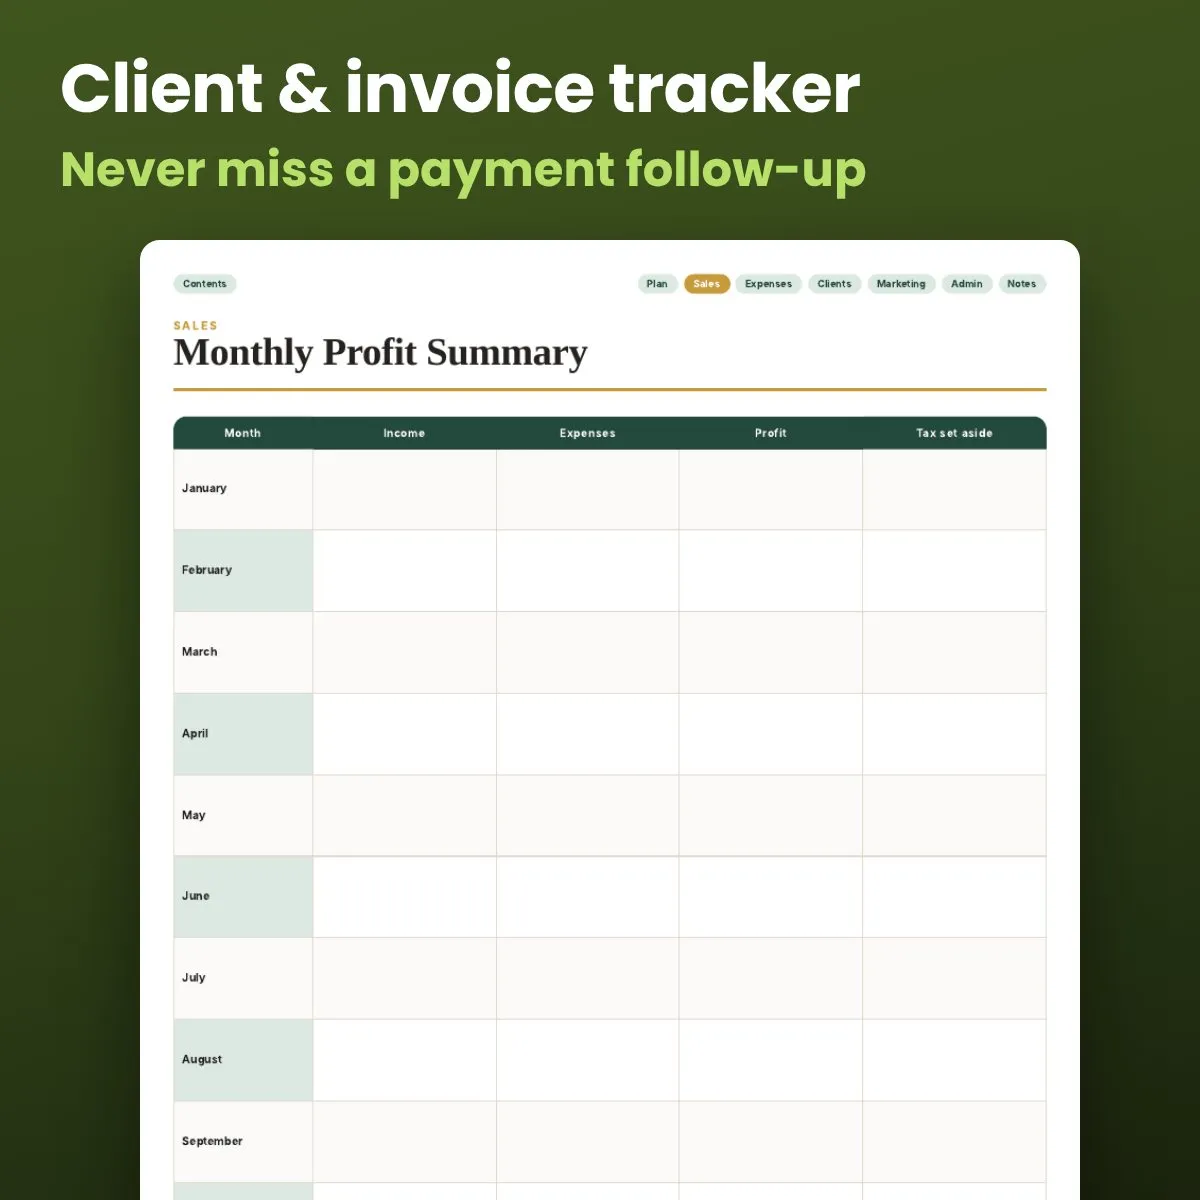 Client & invoice tracker
Never miss a payment follow-up
Contents Plan Sales Expenses Clients Marketing Admin Notes
SALES
Monthly Profit Summary
Month Income Expenses Profit Tax set aside
January
February
March
April
May
June
July
August
September